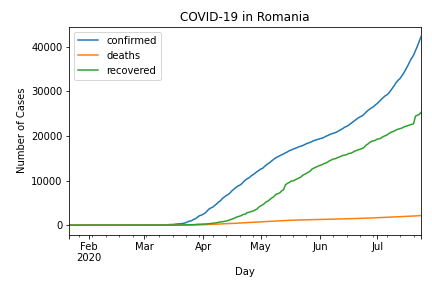 COVID-19 in Romania
confirmed
deaths
recovered
Number of Cases
40000
30000
20000
10000
0
Feb
2020
Mar
Apr
May
Jun
Jul
Day